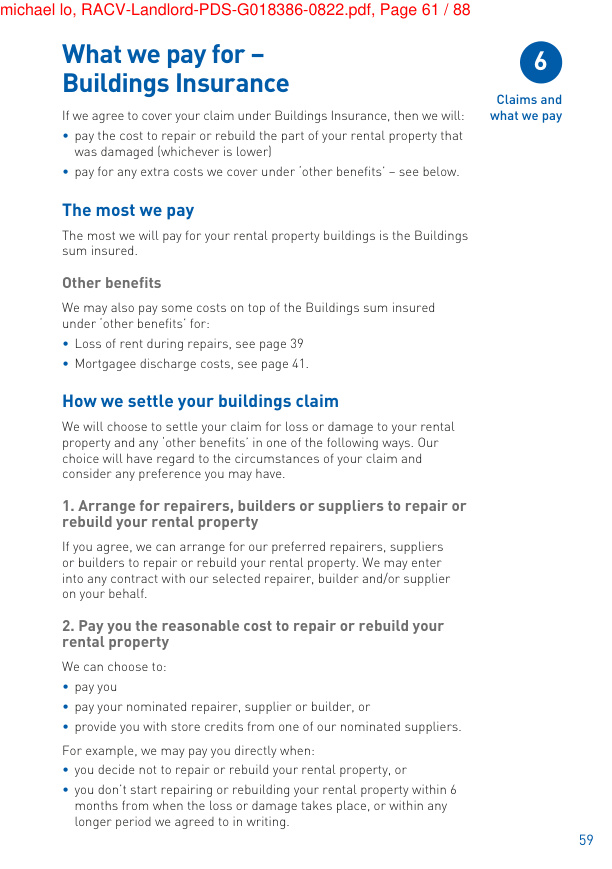 michael lo, RACV-Landlord-PDS-G018386-0822.pdf, Page 61 / 88
What we pay for –
Buildings Insurance
6
Claims and
what we pay
If we agree to cover your claim under Buildings Insurance, then we will:
• pay the cost to repair or rebuild the part of your rental property that
was damaged (whichever is lower)
• pay for any extra costs we cover under ‘other benefits’ – see below.
The most we pay
The most we will pay for your rental property buildings is the Buildings
sum insured.
Other benefits
We may also pay some costs on top of the Buildings sum insured
under ‘other benefits’ for:
• Loss of rent during repairs, see page 39
• Mortgagee discharge costs, see page 41.
How we settle your buildings claim
We will choose to settle your claim for loss or damage to your rental
property and any ‘other benefits’ in one of the following ways. Our
choice will have regard to the circumstances of your claim and
consider any preference you may have.
1. Arrange for repairers, builders or suppliers to repair or
rebuild your rental property
If you agree, we can arrange for our preferred repairers, suppliers
or builders to repair or rebuild your rental property. We may enter
into any contract with our selected repairer, builder and/or supplier
on your behalf.
2. Pay you the reasonable cost to repair or rebuild your
rental property
We can choose to:
• pay you
• pay your nominated repairer, supplier or builder, or
• provide you with store credits from one of our nominated suppliers.
For example, we may pay you directly when:
• you decide not to repair or rebuild your rental property, or
• you don’t start repairing or rebuilding your rental property within 6
months from when the loss or damage takes place, or within any
longer period we agreed to in writing.
59